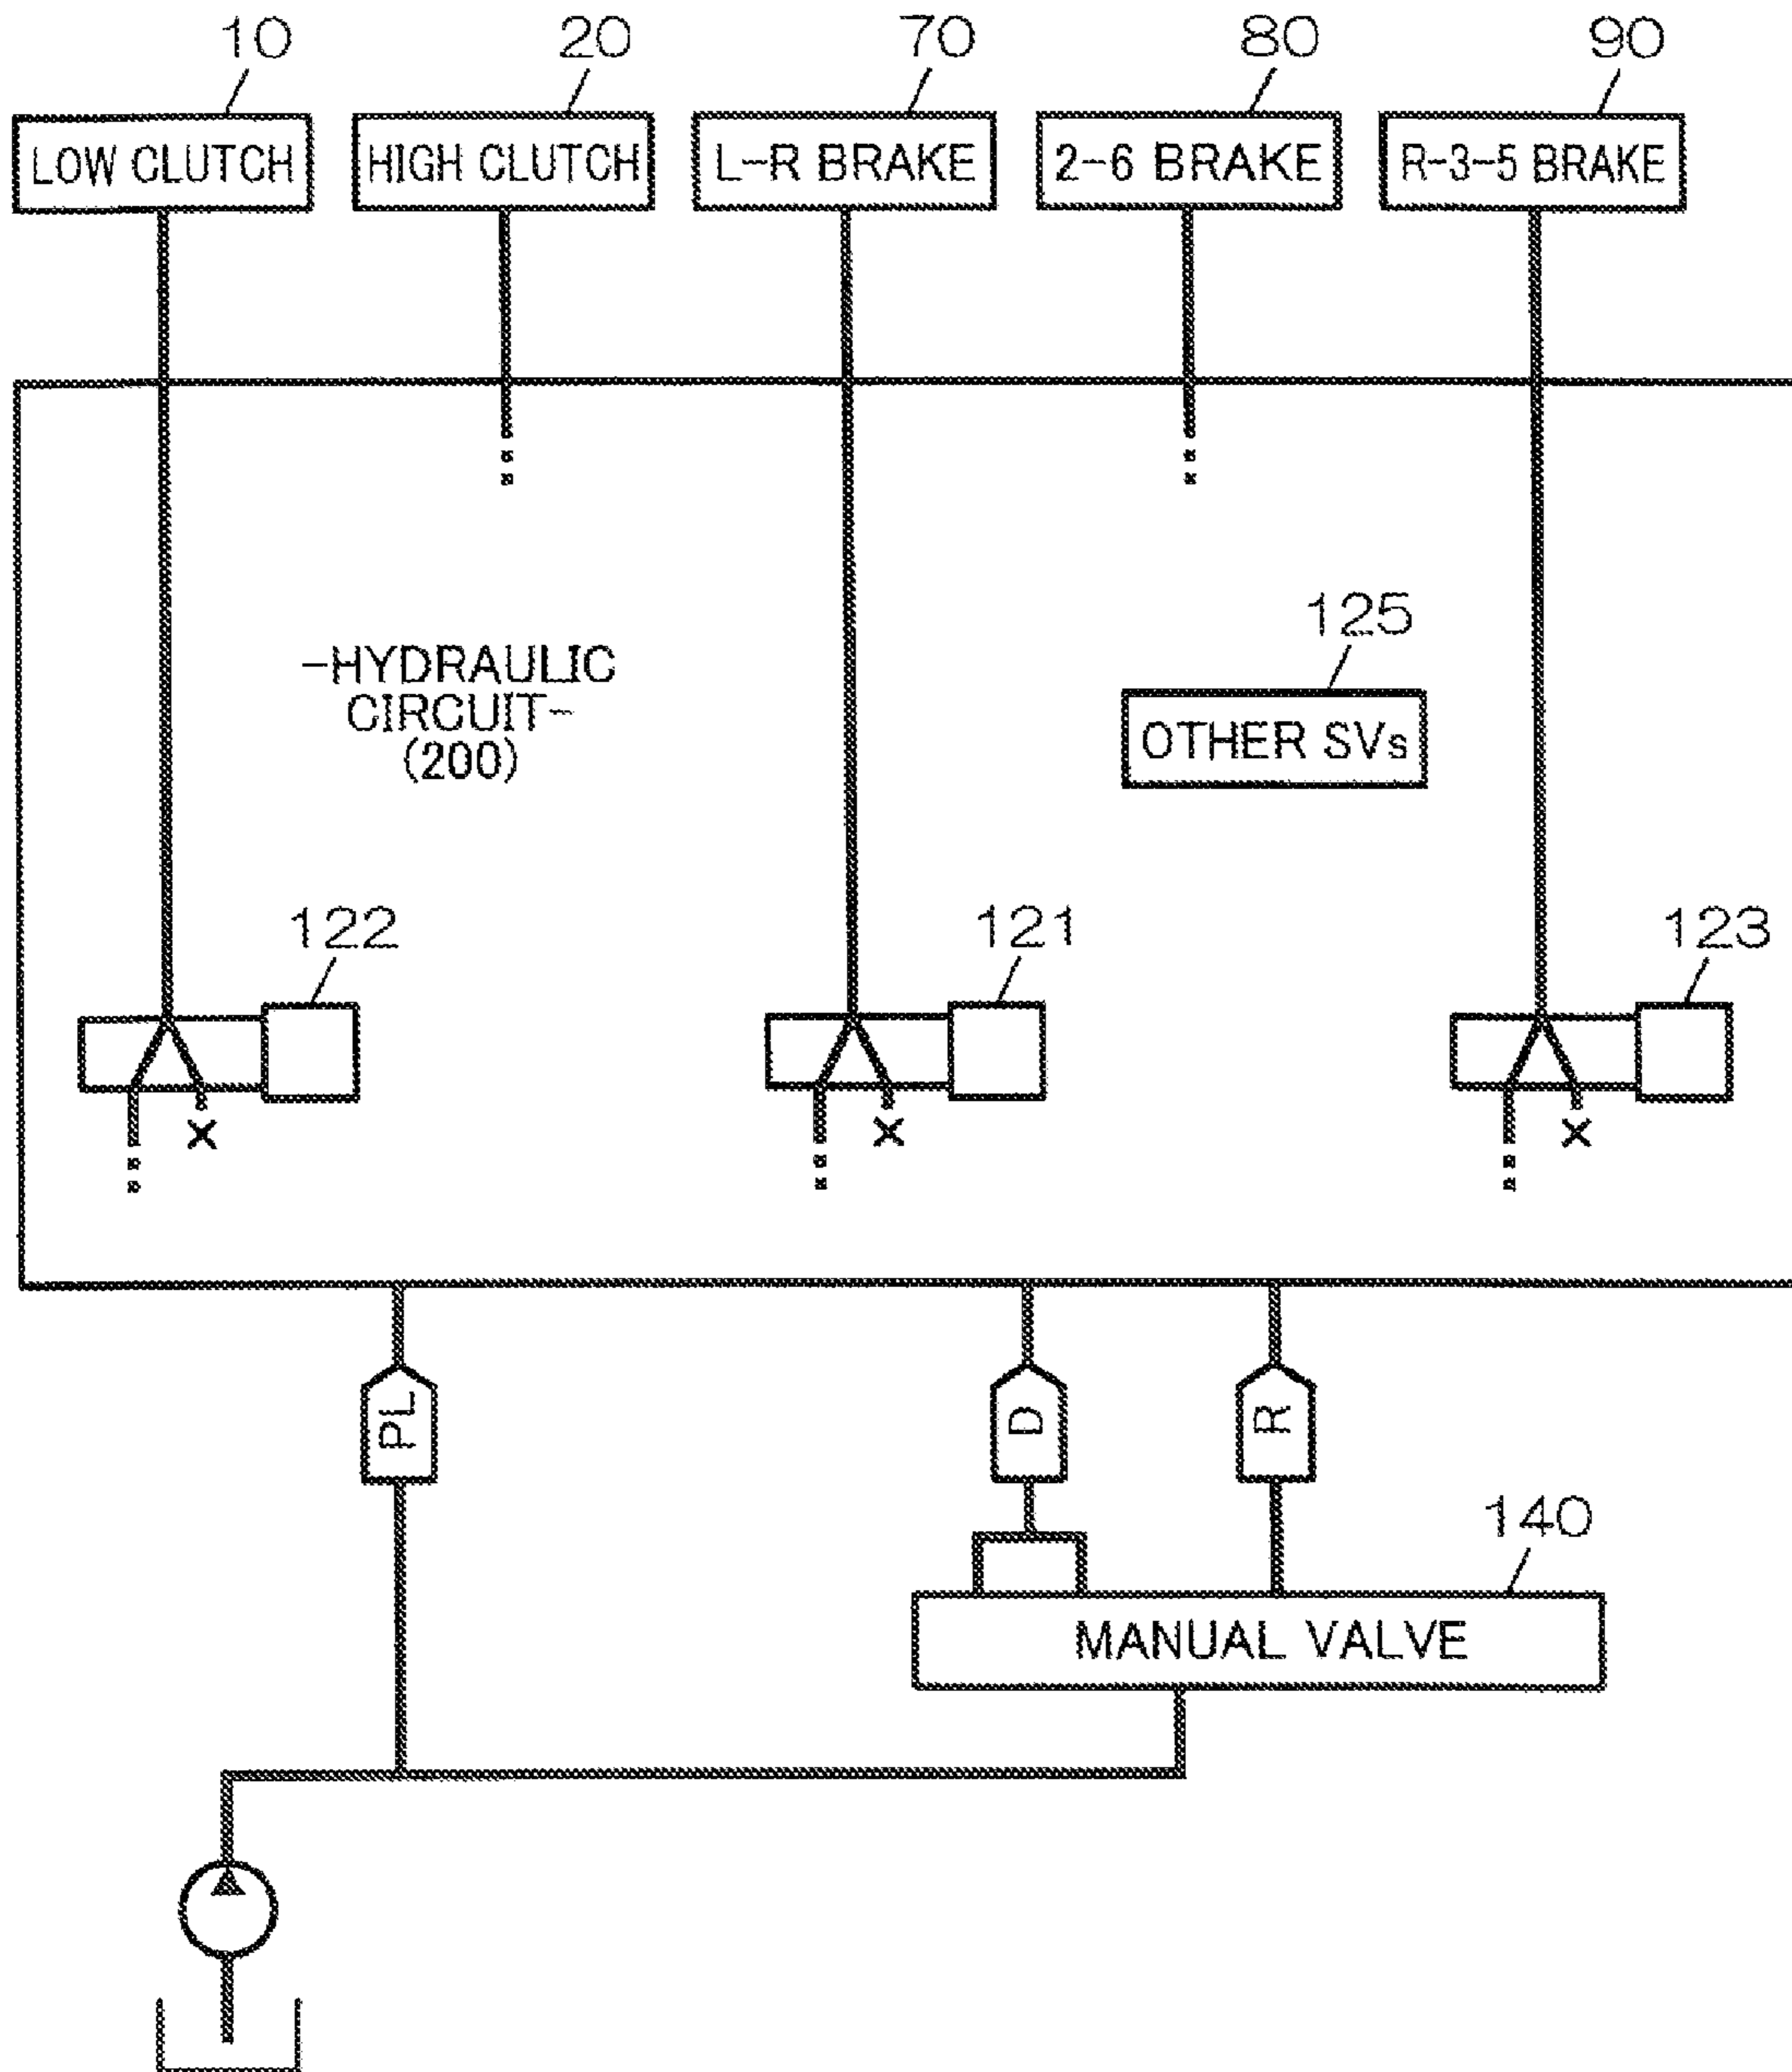 10 20 70 80 90
LOW CLUTCH HIGH CLUTCH L-R BRAKE 2-6 BRAKE R-3-5 BRAKE
-HYDRAULIC
CIRCUIT-
(200)
125
OTHER SVs
122 121 123
X X X
PL D R
140
MANUAL VALVE